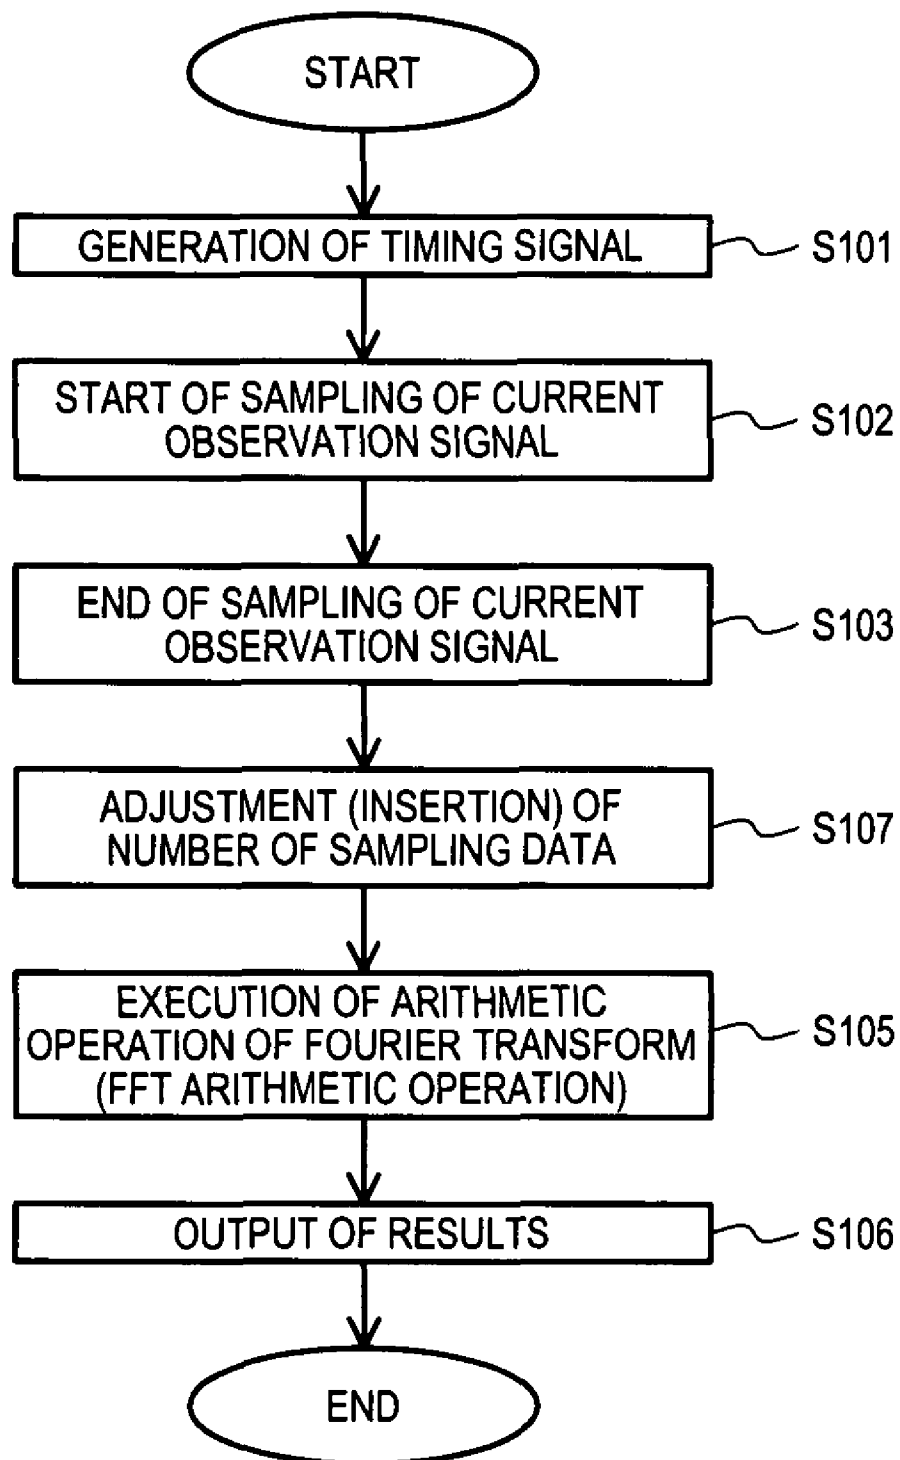 START
GENERATION OF TIMING SIGNAL
S101
START OF SAMPLING OF CURRENT
OBSERVATION SIGNAL
S102
END OF SAMPLING OF CURRENT
OBSERVATION SIGNAL
S103
ADJUSTMENT (INSERTION) OF
NUMBER OF SAMPLING DATA
S107
EXECUTION OF ARITHMETIC
OPERATION OF FOURIER TRANSFORM
(FFT ARITHMETIC OPERATION)
S105
OUTPUT OF RESULTS
S106
END